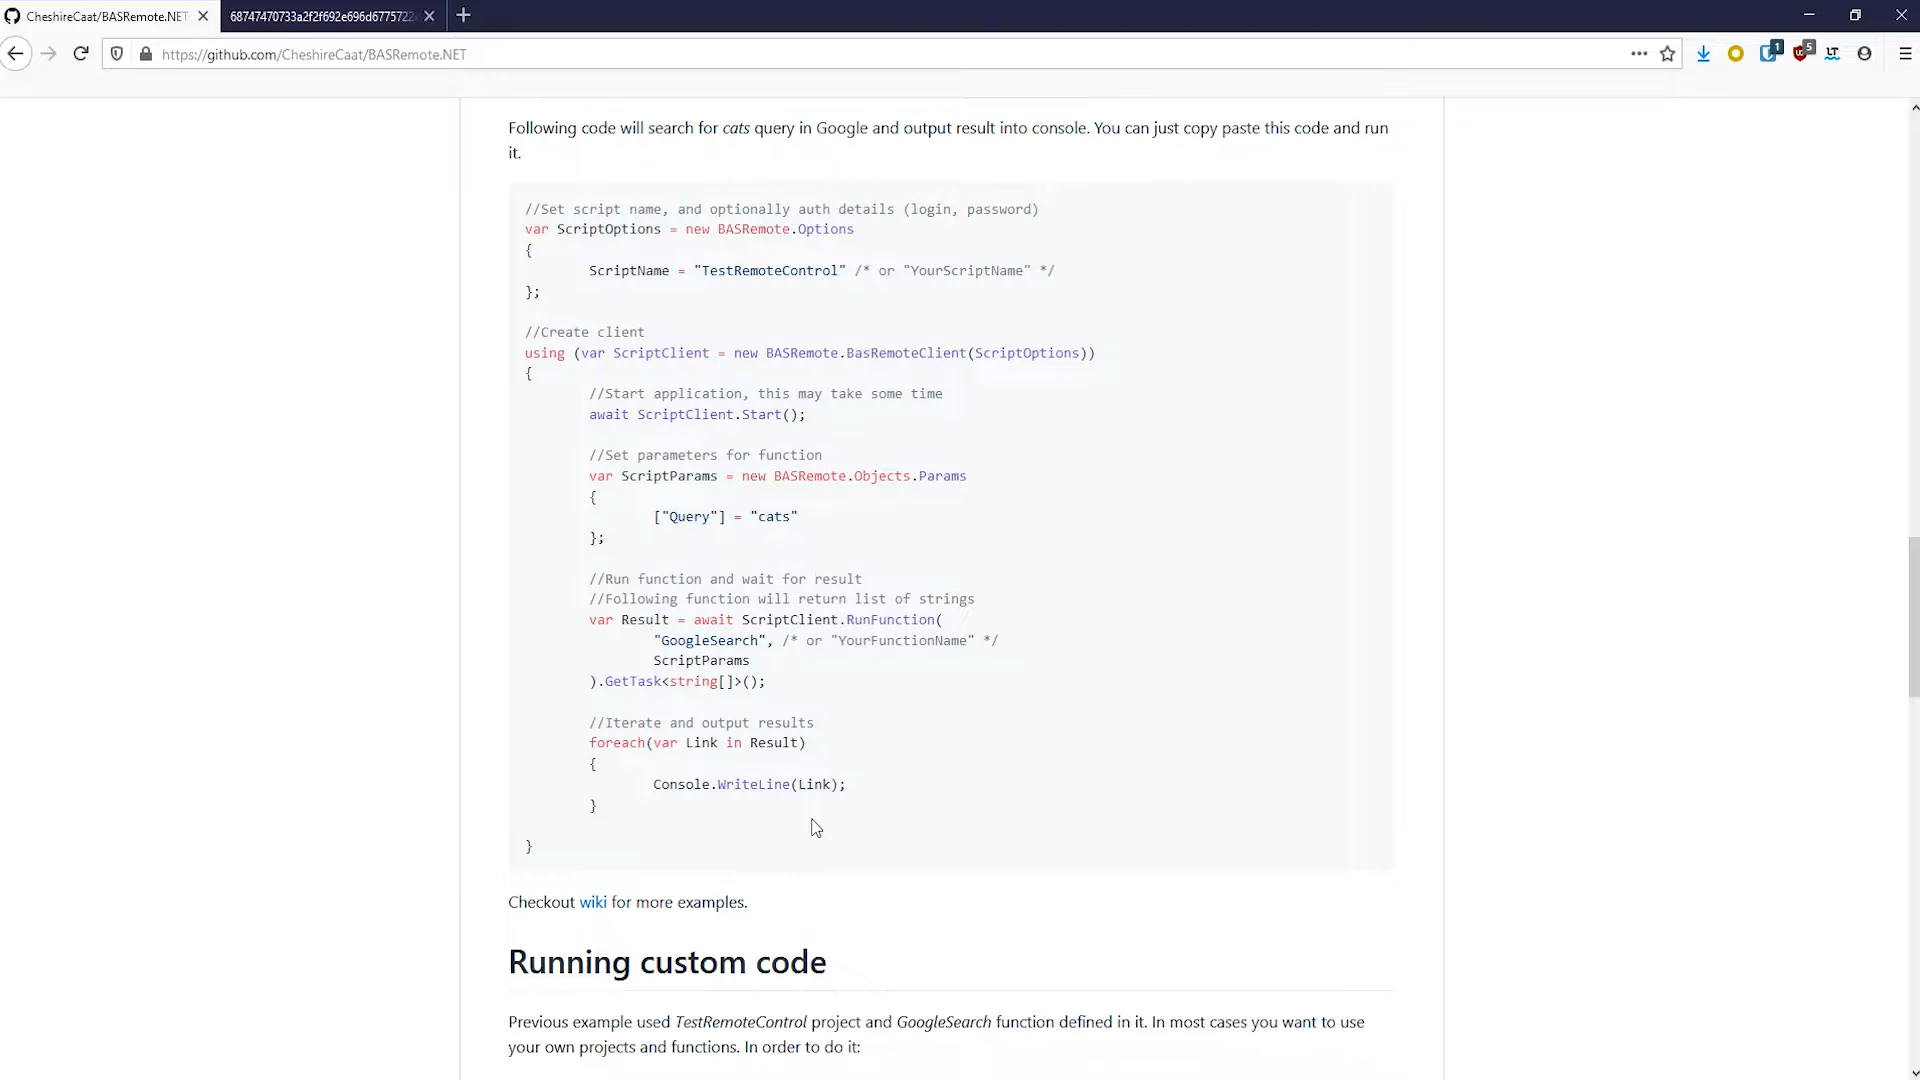 CheshireCaat/BASRemote.NET
68747470733a2f2f692e696d6775722
https://github.com/CheshireCaat/BASRemote.NET
1
5
Following code will search for cats query in Google and output result into console. You can just copy paste this code and run
it.
//Set script name, and optionally auth details (login, password)
var ScriptOptions = new BASRemote.Options
{
ScriptName = "TestRemoteControl" /* or "YourScriptName" */
};
//Create client
using (var ScriptClient = new BASRemote.BasRemoteClient(ScriptOptions))
{
//Start application, this may take some time
await ScriptClient.Start();
//Set parameters for function
var ScriptParams = new BASRemote.Objects.Params
{
["Query"] = "cats"
};
//Run function and wait for result
//Following function will return list of strings
var Result = await ScriptClient.RunFunction(
"GoogleSearch", /* or "YourFunctionName" */
ScriptParams
).GetTask<string[]>();
//Iterate and output results
foreach(var Link in Result)
{
Console.WriteLine(Link);
}
}
Checkout wiki for more examples.
Running custom code
Previous example used TestRemoteControl project and GoogleSearch function defined in it. In most cases you want to use
your own projects and functions. In order to do it: